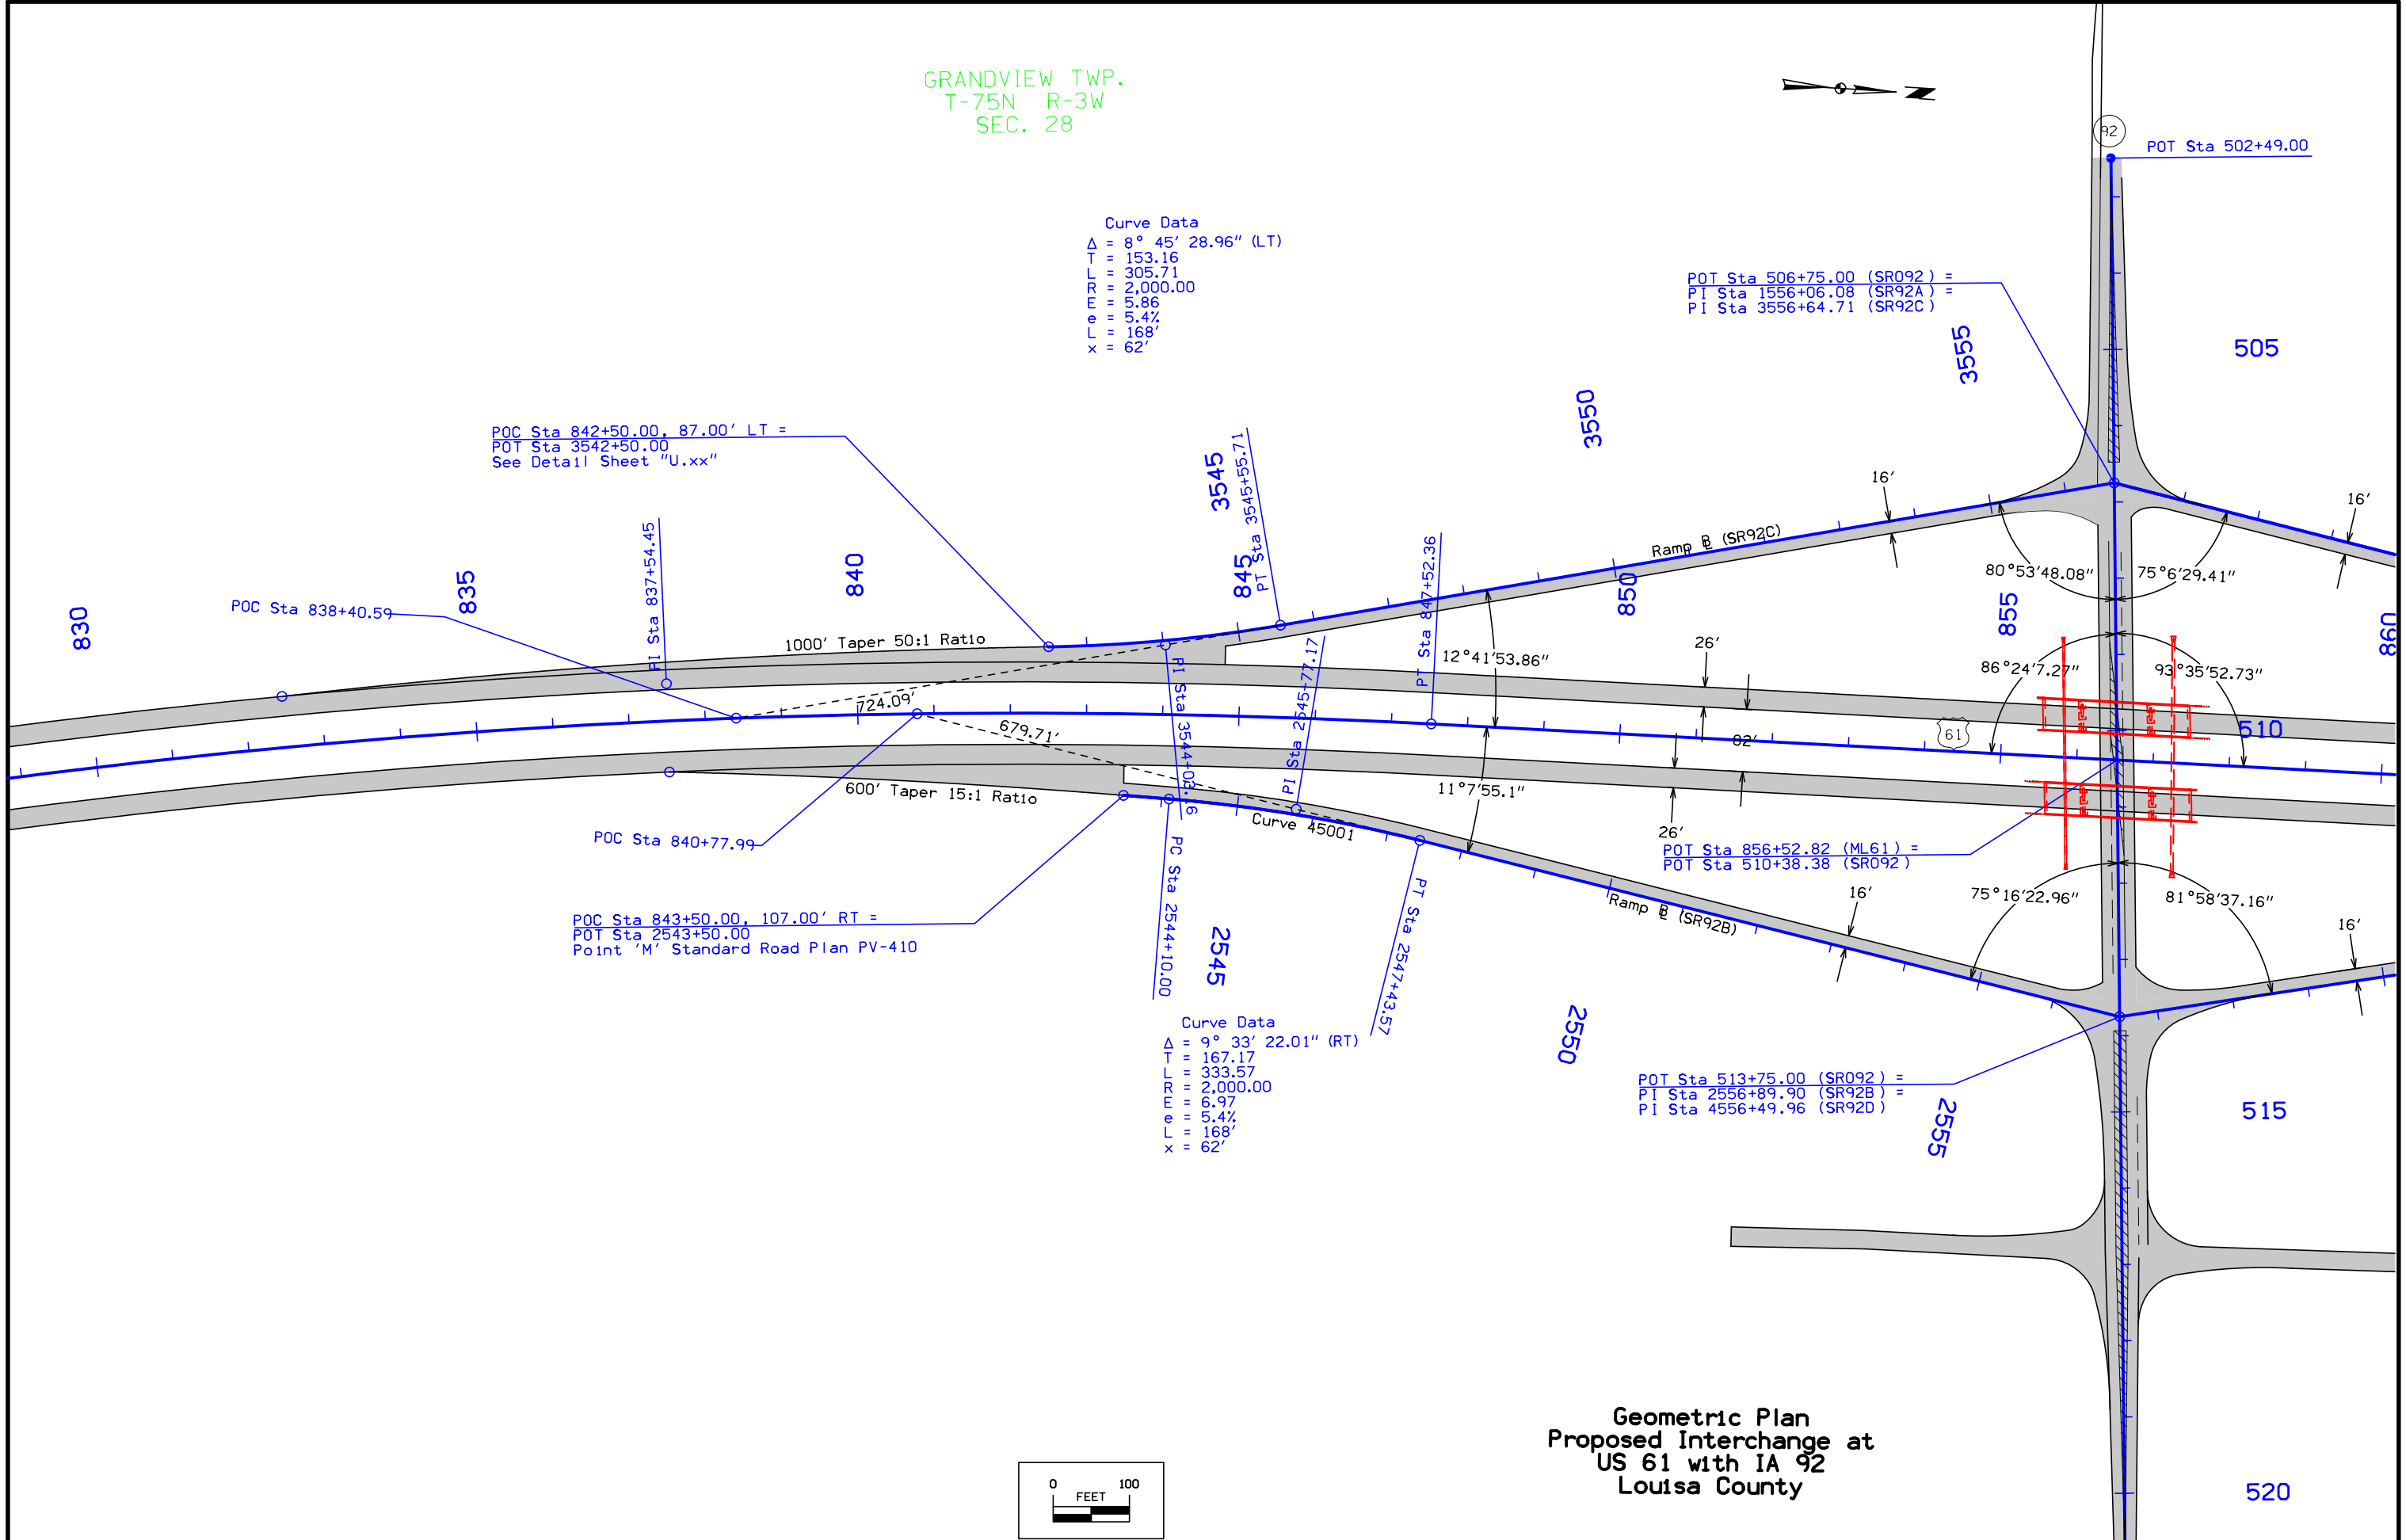 GRANDVIEW TWP.
T-75N R-3W
SEC. 28
N
92
POT Sta 502+49.00
Curve Data
Δ = 8° 45' 28.96" (LT)
T = 153.16
L = 305.71
R = 2,000.00
E = 5.86
e = 5.4%
L = 168'
x = 62'
POT Sta 506+75.00 (SR092) =
PI Sta 1556+06.08 (SR92A) =
PI Sta 3556+64.71 (SR92C)
3555
505
3550
POC Sta 842+50.00, 87.00' LT =
POT Sta 3542+50.00
See Detail Sheet "U.xx"
3545
PT Sta 3545+55.71
16'
16'
PI Sta 837+54.45
Ramp B (SR92C)
830
835
840
845
850
855
860
POC Sta 838+40.59
1000' Taper 50:1 Ratio
PT Sta 847+52.36
80°53'48.08"
75°6'29.41"
12°41'53.86"
26'
86°24'7.27"
93°35'52.73"
724.09'
679.71'
PI Sta 3544+03.16
PI Sta 2545+77.17
82'
61
510
600' Taper 15:1 Ratio
11°7'55.1"
Curve 45001
26'
POC Sta 840+77.99
POT Sta 856+52.82 (ML61) =
POT Sta 510+38.38 (SR092)
PC Sta 2544+10.00
PT Sta 2547+43.57
Ramp B (SR92B)
16'
75°16'22.96"
81°58'37.16"
16'
POC Sta 843+50.00, 107.00' RT =
POT Sta 2543+50.00
Point 'M' Standard Road Plan PV-410
2545
2550
2555
Curve Data
Δ = 9° 33' 22.01" (RT)
T = 167.17
L = 333.57
R = 2,000.00
E = 6.97
e = 5.4%
L = 168'
x = 62'
POT Sta 513+75.00 (SR092) =
PI Sta 2556+89.90 (SR92B) =
PI Sta 4556+49.96 (SR92D)
515
Geometric Plan
Proposed Interchange at
US 61 with IA 92
Louisa County
0 100
FEET
520